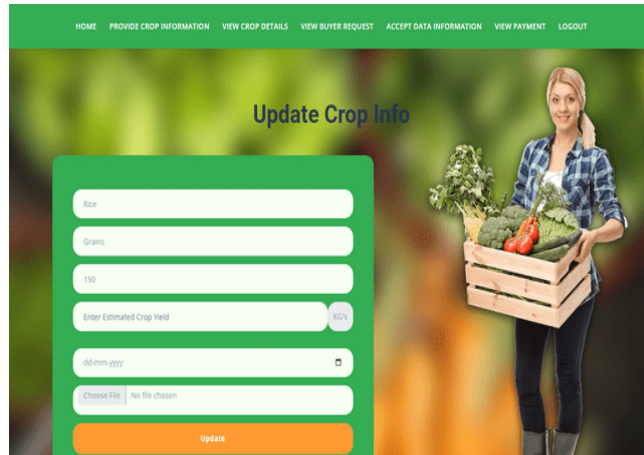 HOME PROVIDE CROP INFORMATION VIEW CROP DETAILS VIEW BUYER REQUEST ACCEPT DATA INFORMATION VIEW PAYMENT LOGOUT
Update Crop Info
Rice
Grains
150
Enter Estimated Crop Yield KG's
dd-mm-yyyy
Choose File No file chosen
Update